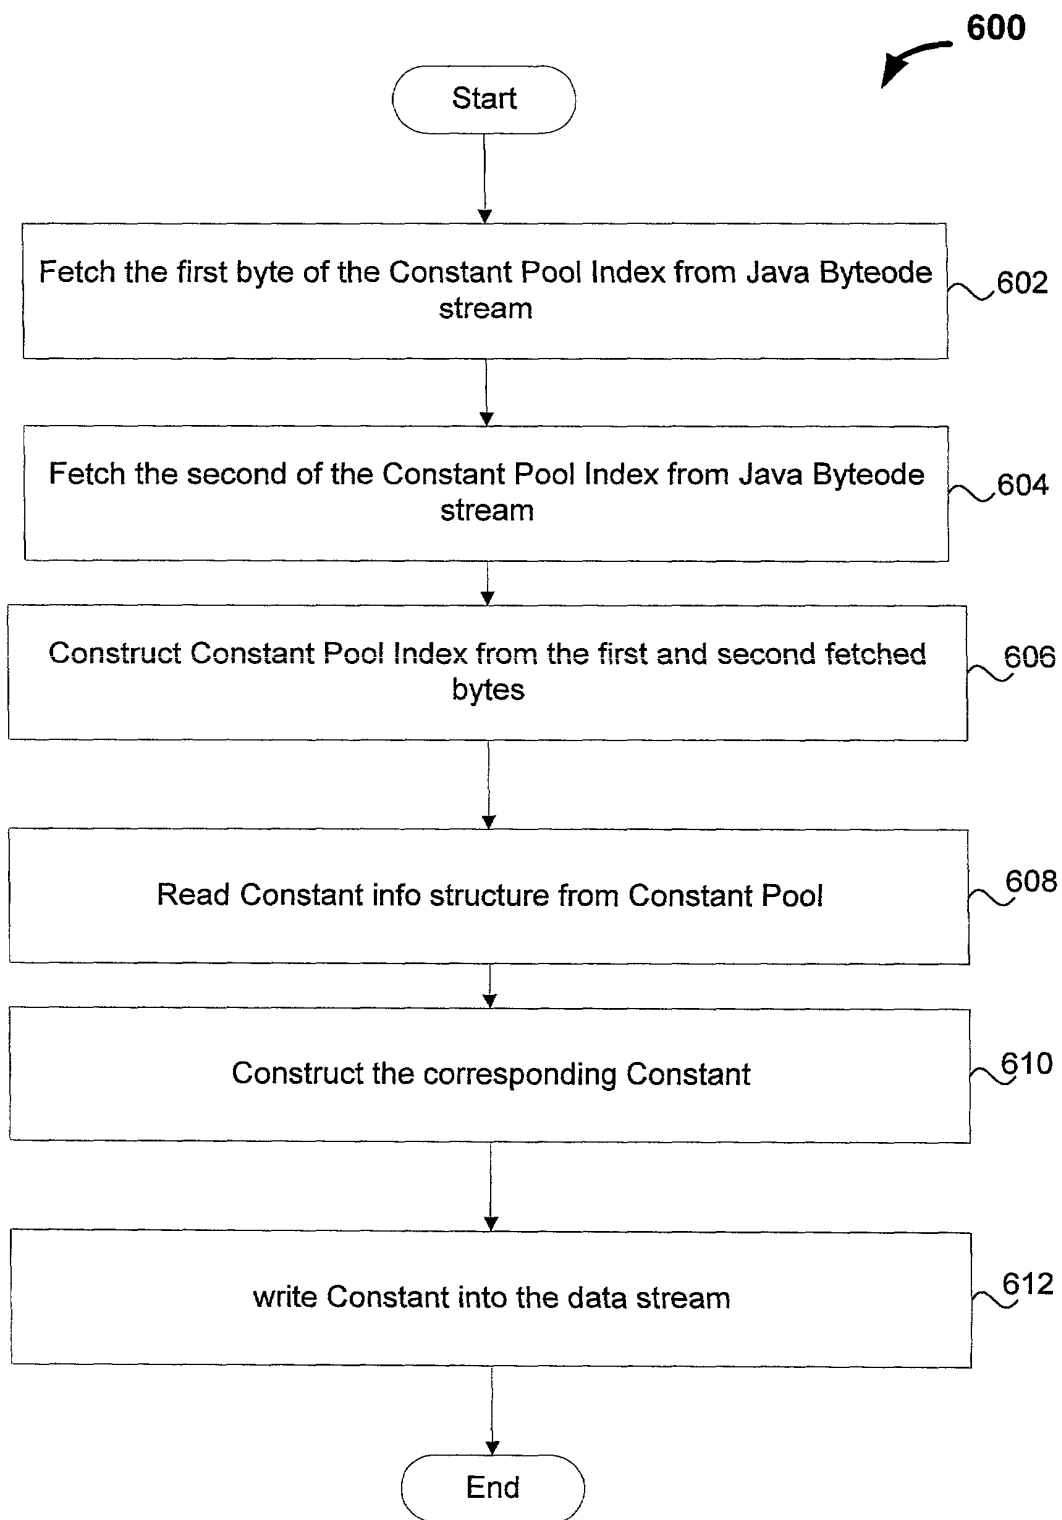 600
Start
Fetch the first byte of the Constant Pool Index from Java Byteode
stream
602
Fetch the second of the Constant Pool Index from Java Byteode
stream
604
Construct Constant Pool Index from the first and second fetched
bytes
606
Read Constant info structure from Constant Pool
608
Construct the corresponding Constant
610
write Constant into the data stream
612
End